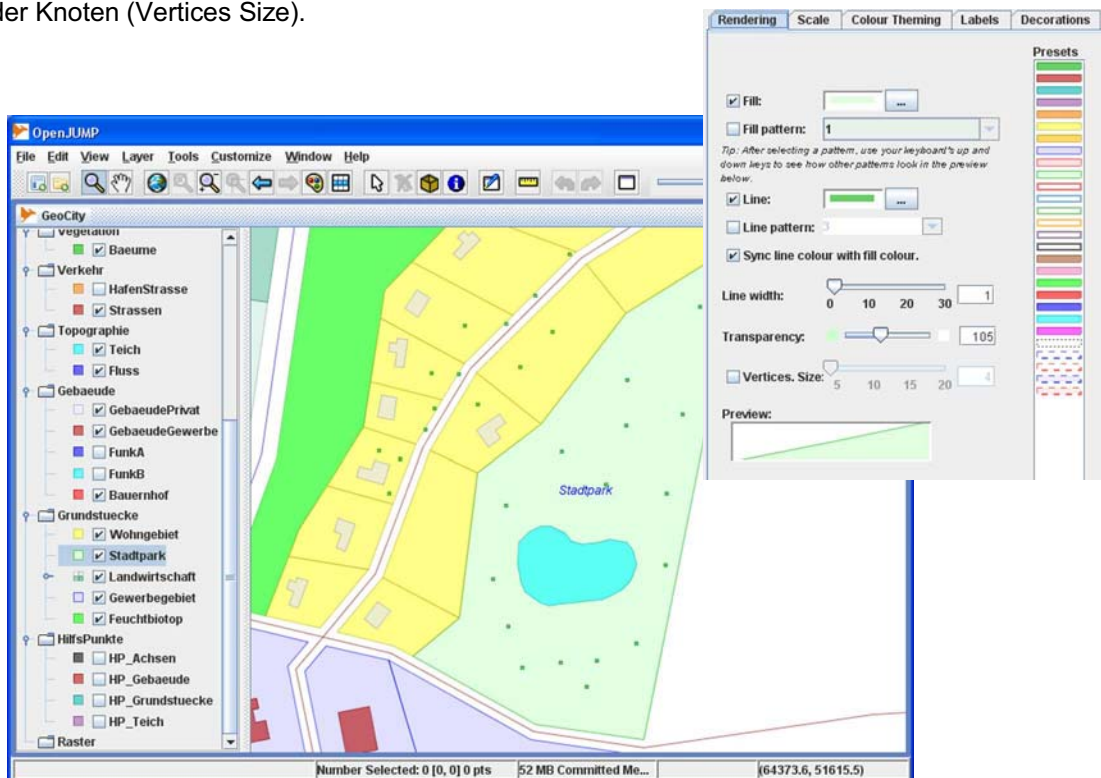 der Knoten (Vertices Size).
Rendering Scale Colour Theming Labels Decorations
Presets
Fill: ...
Fill pattern: 1
Tip: After selecting a pattern, use your keyboard's up and
down keys to see how other patterns look in the preview
below.
Line: ...
Line pattern: 3
Sync line colour with fill colour.
Line width: 0 10 20 30 1
Transparency: 105
Vertices. Size: 5 10 15 20 4
Preview:
OpenJUMP
File Edit View Layer Tools Customize Window Help
GeoCity
Vegetation
Baeume
Verkehr
HafenStrasse
Strassen
Topographie
Teich
Fluss
Gebaeude
GebaeudePrivat
GebaeudeGewerbe
FunkA
FunkB
Bauernhof
Grundstuecke
Wohngebiet
Stadtpark
Landwirtschaft
Gewerbegebiet
Feuchtbiotop
HilfsPunkte
HP_Achsen
HP_Gebaeude
HP_Grundstuecke
HP_Teich
Raster
Stadtpark
Number Selected: 0 [0, 0] 0 pts 52 MB Committed Me... (64373.6, 51615.5)